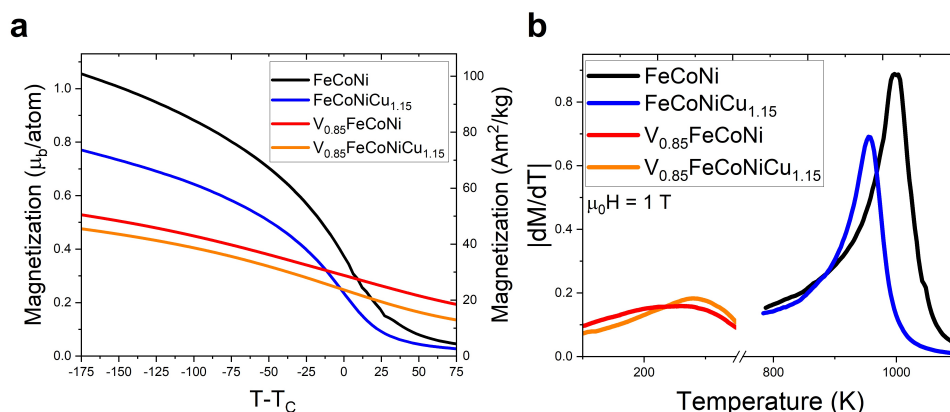 a
Magnetization (μb/atom)
1.0
0.8
0.6
0.4
0.2
0.0
-175 -150 -125 -100 -75 -50 -25 0 25 50 75
T-TC
FeCoNi
FeCoNiCu1.15
V0.85FeCoNi
V0.85FeCoNiCu1.15
100
80
60
40
20
0
Magnetization (Am2/kg)
b
|dM/dT|
0.8
0.6
0.4
0.2
0.0
FeCoNi
FeCoNiCu1.15
V0.85FeCoNi
V0.85FeCoNiCu1.15
μ0H = 1 T
200 800 1000
Temperature (K)